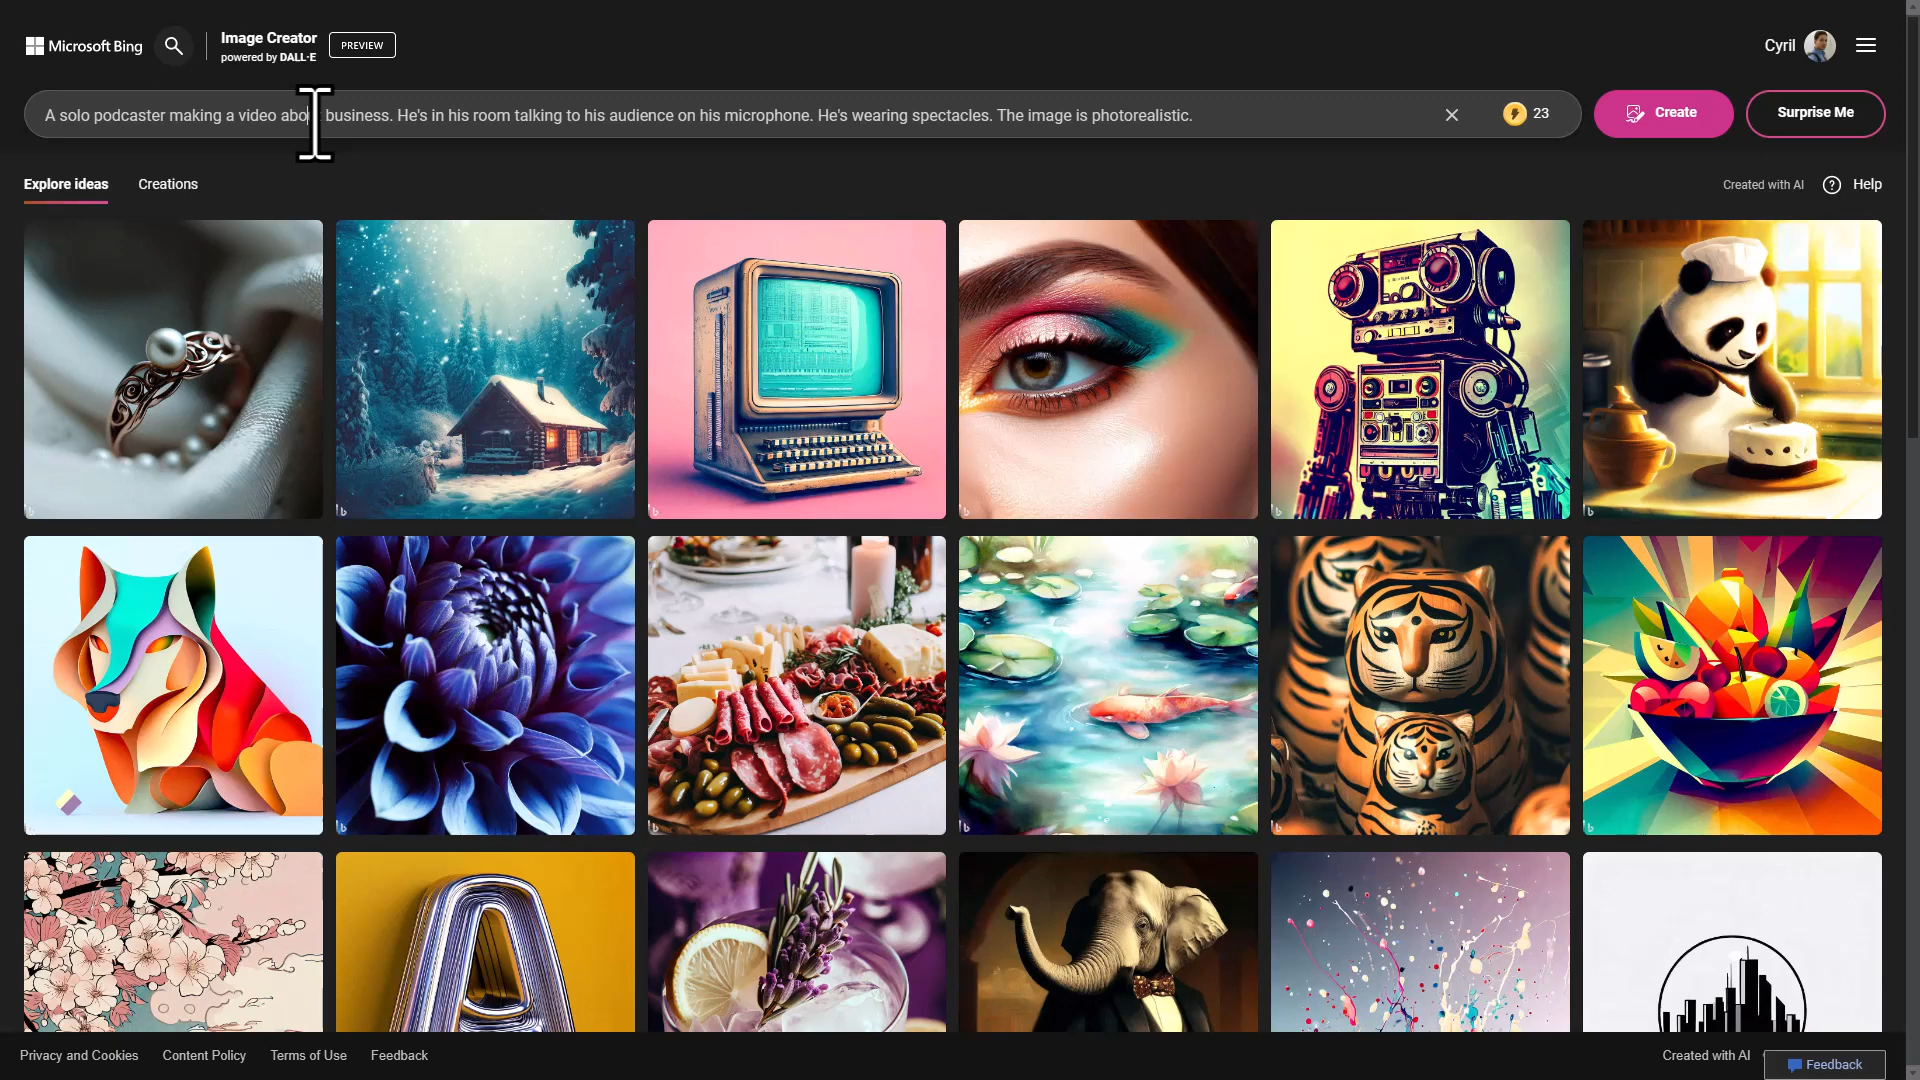 Microsoft Bing
Image Creator
powered by DALL·E
PREVIEW
Cyril
A solo podcaster making a video about business. He's in his room talking to his audience on his microphone. He's wearing spectacles. The image is photorealistic.
23
Create
Surprise Me
Explore ideas
Creations
Created with AI
Help
Privacy and Cookies
Content Policy
Terms of Use
Feedback
Created with AI
Feedback